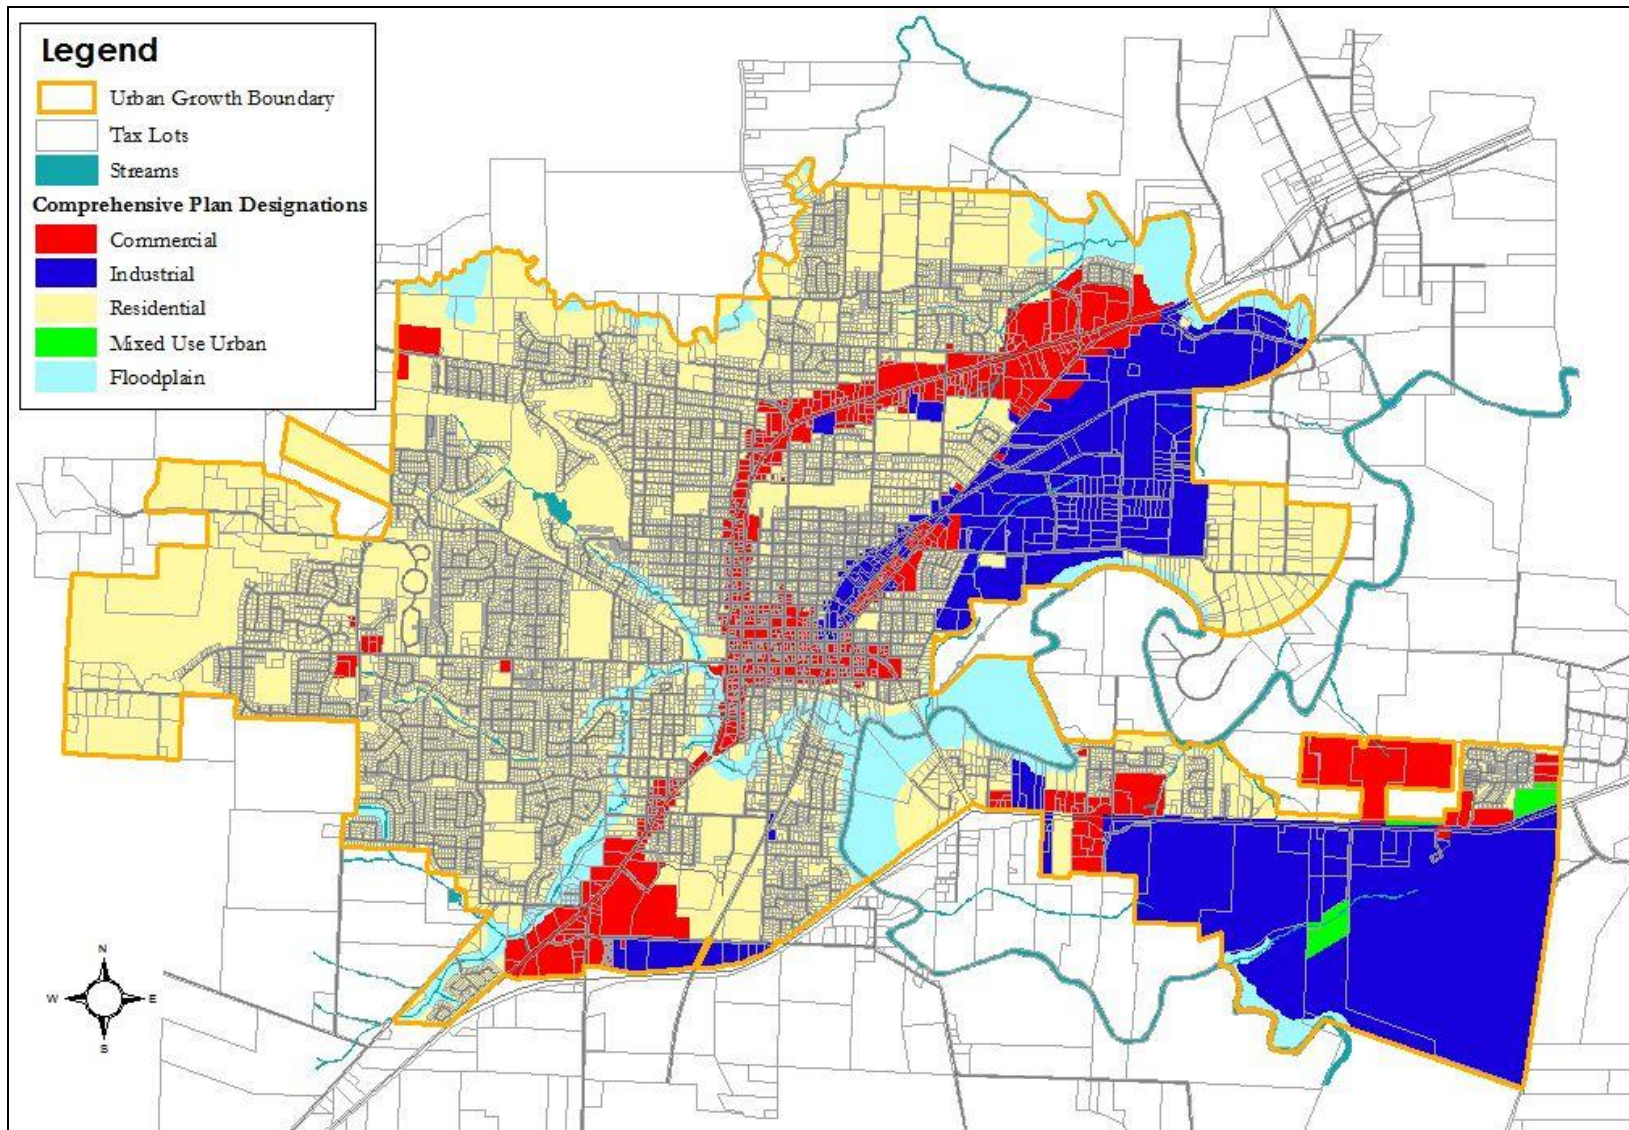 Legend
Urban Growth Boundary
Tax Lots
Streams
Comprehensive Plan Designations
Commercial
Industrial
Residential
Mixed Use Urban
Floodplain
N
W
E
S